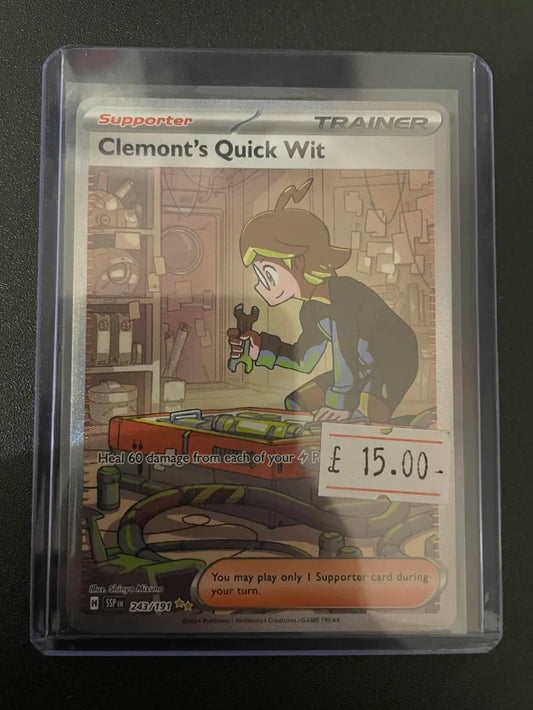 Supporter
TRAINER
Clemont's Quick Wit
Heal 60 damage from each of your
£ 15.00-
You may play only 1 Supporter card during
your turn.
Illus. Shinya Mizuno
H SSP EN 243/191
©2024 Pokémon / Nintendo / Creatures / GAME FREAK